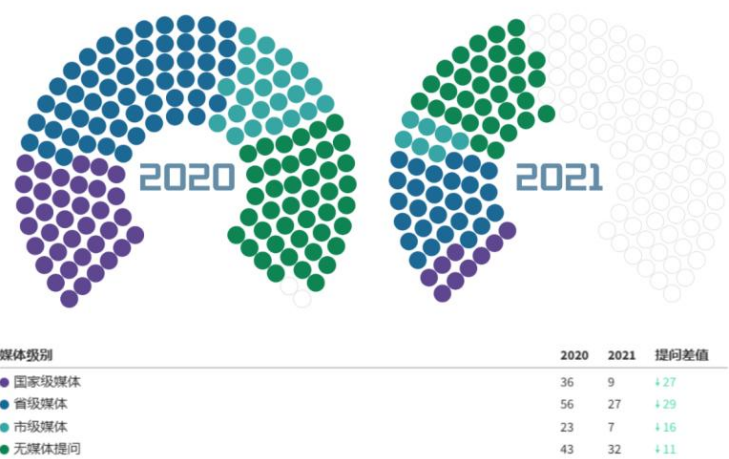 2020 2021
媒体级别 2020 2021 提问差值
国家级媒体 36 9 ↓27
省级媒体 56 27 ↓29
市级媒体 23 7 ↓16
无媒体提问 43 32 ↓11